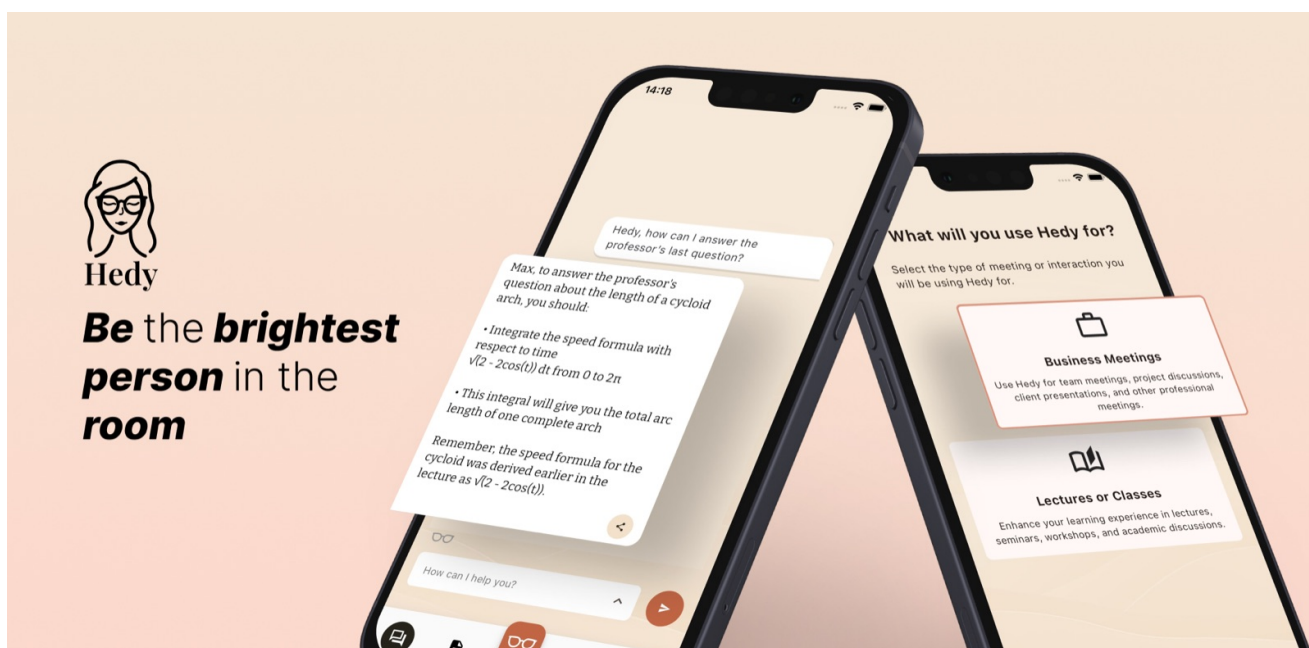 Hedy
Be the brightest
person in the
room
14:18
Hedy, how can I answer the
professor's last question?
Max, to answer the professor's
question about the length of a cycloid
arch, you should:
• Integrate the speed formula with
respect to time
√(2 - 2cos(t)) dt from 0 to 2π
• This integral will give you the total arc
length of one complete arch
Remember, the speed formula for the
cycloid was derived earlier in the
lecture as √(2 - 2cos(t)).
How can I help you?
What will you use Hedy for?
Select the type of meeting or interaction you
will be using Hedy for.
Business Meetings
Use Hedy for team meetings, project discussions,
client presentations, and other professional
meetings.
Lectures or Classes
Enhance your learning experience in lectures,
seminars, workshops, and academic discussions.